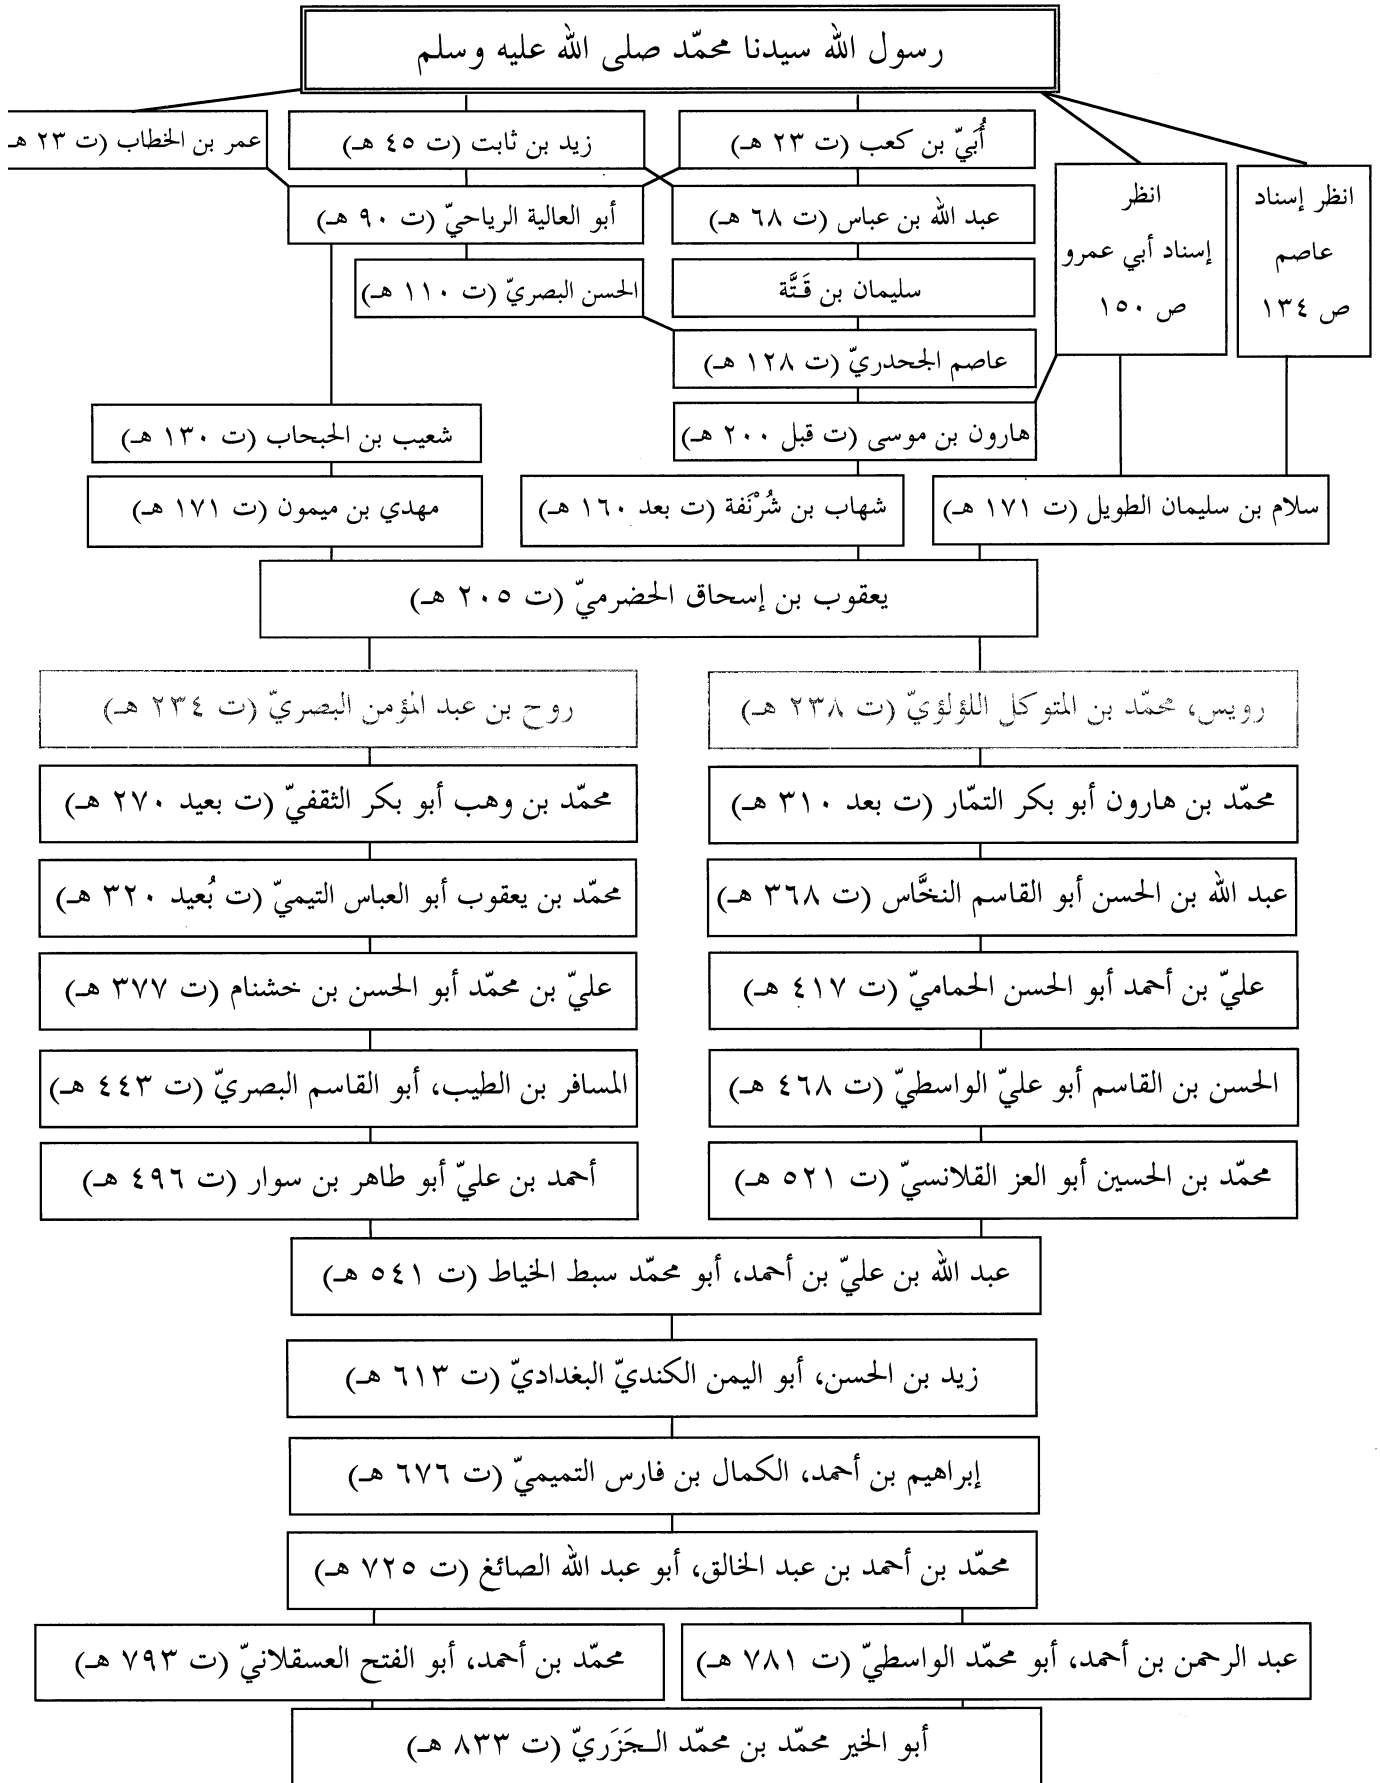 رسول الله سيدنا محمّد صلى الله عليه وسلم
أُبَيّ بن كعب (ت ٢٣ هـ)
زيد بن ثابت (ت ٤٥ هـ)
عمر بن الخطاب (ت ٢٣ هـ
انظر إسناد
عاصم
ص ١٣٤
انظر
إسناد أبي عمرو
ص ١٥٠
عبد الله بن عباس (ت ٦٨ هـ)
أبو العالية الرياحيّ (ت ٩٠ هـ)
سليمان بن قَتَّة
الحسن البصريّ (ت ١١٠ هـ)
عاصم الجحدريّ (ت ١٢٨ هـ)
هارون بن موسى (ت قبل ٢٠٠ هـ)
شعيب بن الحبحاب (ت ١٣٠ هـ)
سلام بن سليمان الطويل (ت ١٧١ هـ)
شهاب بن شُرْنَفة (ت بعد ١٦٠ هـ)
مهدي بن ميمون (ت ١٧١ هـ)
يعقوب بن إسحاق الحضرميّ (ت ٢٠٥ هـ)
رويس، محمّد بن المتوكل اللؤلؤيّ (ت ٢٣٨ هـ)
روح بن عبد المؤمن البصريّ (ت ٢٣٤ هـ)
محمّد بن هارون أبو بكر التمّار (ت بعد ٣١٠ هـ)
محمّد بن وهب أبو بكر الثقفيّ (ت بعيد ٢٧٠ هـ)
عبد الله بن الحسن أبو القاسم النخَّاس (ت ٣٦٨ هـ)
محمّد بن يعقوب أبو العباس التيميّ (ت بُعيد ٣٢٠ هـ)
عليّ بن أحمد أبو الحسن الحماميّ (ت ٤١٧ هـ)
عليّ بن محمّد أبو الحسن بن خشنام (ت ٣٧٧ هـ)
الحسن بن القاسم أبو عليّ الواسطيّ (ت ٤٦٨ هـ)
المسافر بن الطيب، أبو القاسم البصريّ (ت ٤٤٣ هـ)
محمّد بن الحسين أبو العز القلانسيّ (ت ٥٢١ هـ)
أحمد بن عليّ أبو طاهر بن سوار (ت ٤٩٦ هـ)
عبد الله بن عليّ بن أحمد، أبو محمّد سبط الخياط (ت ٥٤١ هـ)
زيد بن الحسن، أبو اليمن الكنديّ البغداديّ (ت ٦١٣ هـ)
إبراهيم بن أحمد، الكمال بن فارس التميميّ (ت ٦٧٦ هـ)
محمّد بن أحمد بن عبد الخالق، أبو عبد الله الصائغ (ت ٧٢٥ هـ)
عبد الرحمن بن أحمد، أبو محمّد الواسطيّ (ت ٧٨١ هـ)
محمّد بن أحمد، أبو الفتح العسقلانيّ (ت ٧٩٣ هـ)
أبو الخير محمّد بن محمّد الـجَزَريّ (ت ٨٣٣ هـ)